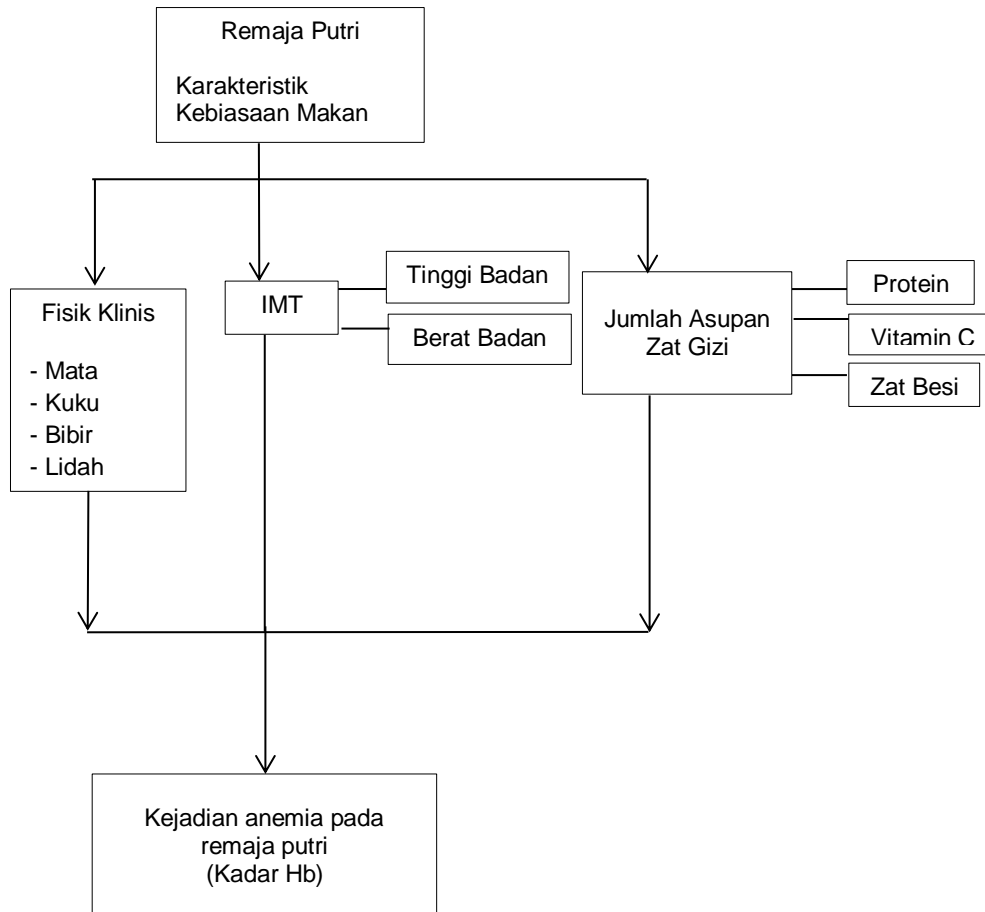 Remaja Putri
Karakteristik
Kebiasaan Makan
Fisik Klinis
- Mata
- Kuku
- Bibir
- Lidah
IMT
Tinggi Badan
Berat Badan
Jumlah Asupan
Zat Gizi
Protein
Vitamin C
Zat Besi
Kejadian anemia pada
remaja putri
(Kadar Hb)